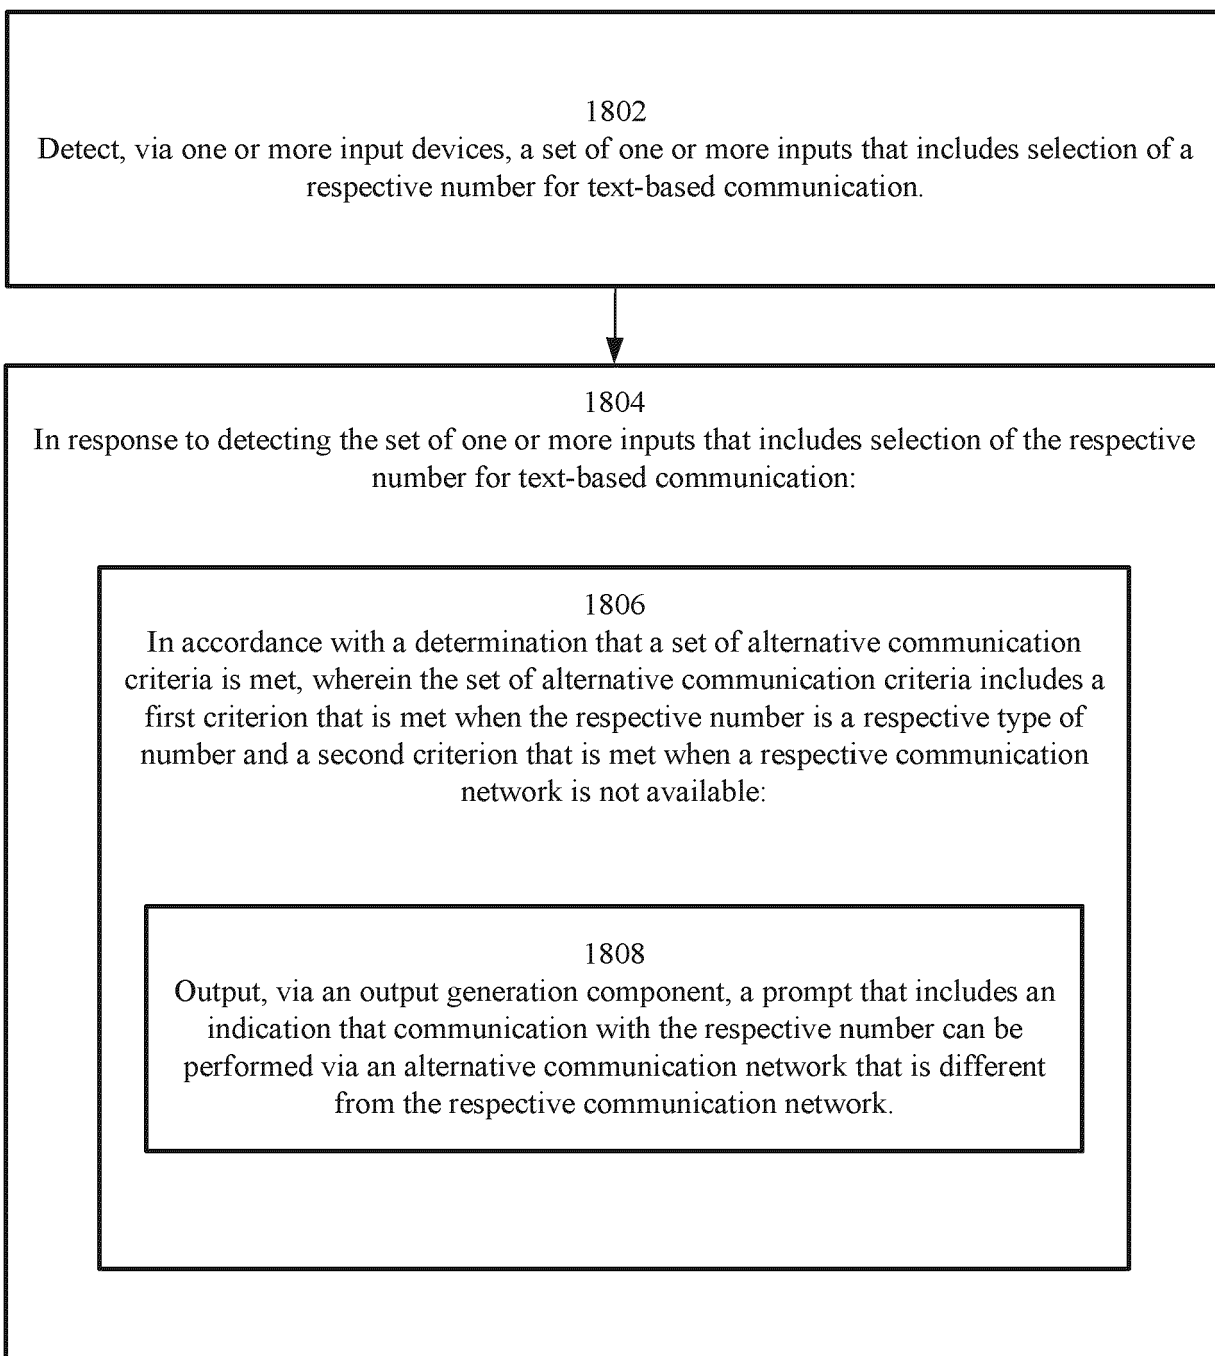 1802
Detect, via one or more input devices, a set of one or more inputs that includes selection of a
respective number for text-based communication.
1804
In response to detecting the set of one or more inputs that includes selection of the respective
number for text-based communication:
1806
In accordance with a determination that a set of alternative communication
criteria is met, wherein the set of alternative communication criteria includes a
first criterion that is met when the respective number is a respective type of
number and a second criterion that is met when a respective communication
network is not available:
1808
Output, via an output generation component, a prompt that includes an
indication that communication with the respective number can be
performed via an alternative communication network that is different
from the respective communication network.